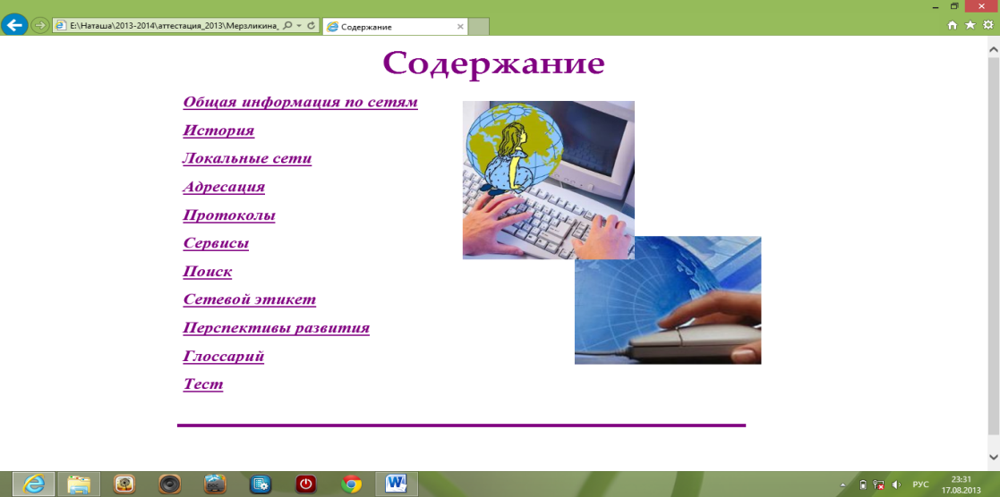 E:\Наташа\2013-2014\аттестация_2013\Мерзликина_
Содержание
Содержание
Общая информация по сетям
История
Локальные сети
Адресация
Протоколы
Сервисы
Поиск
Сетевой этикет
Перспективы развития
Глоссарий
Тест
РУС
23:31
17.08.2013